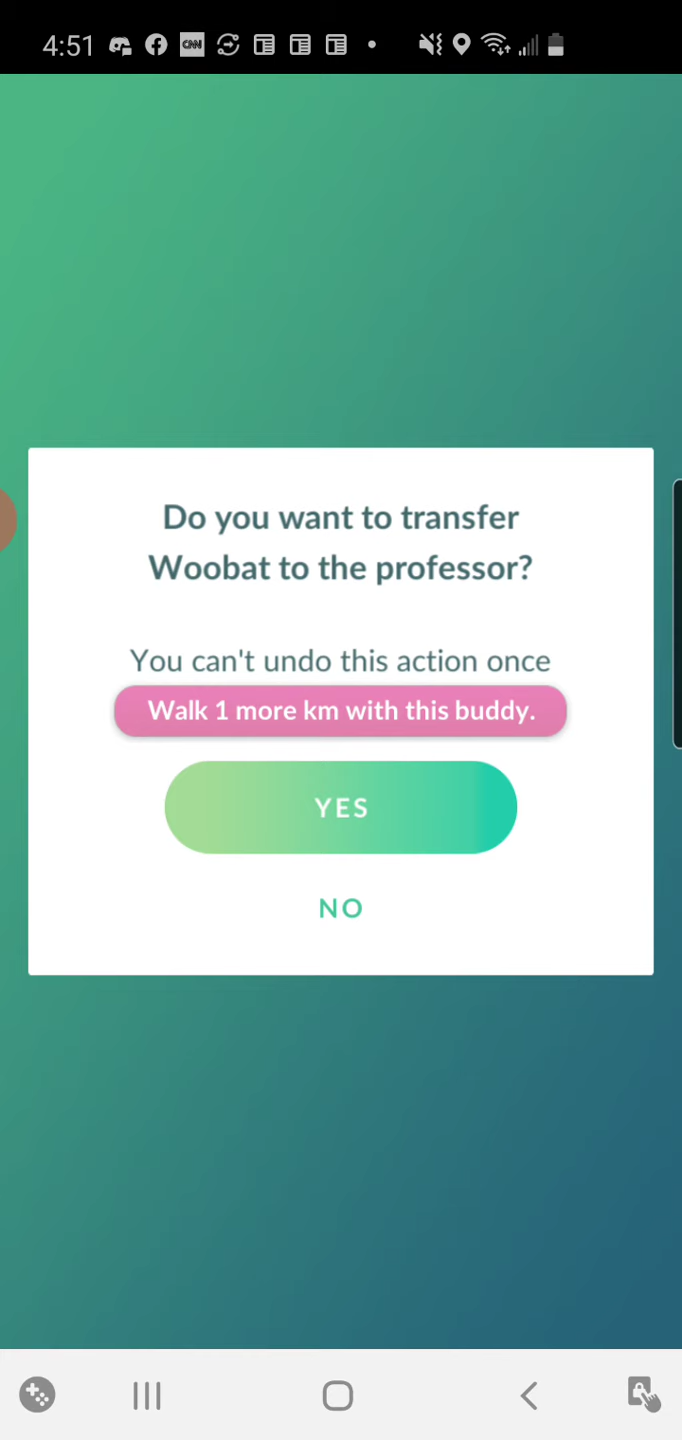 4:51
CNN
Do you want to transfer
Woobat to the professor?
You can't undo this action once
Walk 1 more km with this buddy.
YES
NO